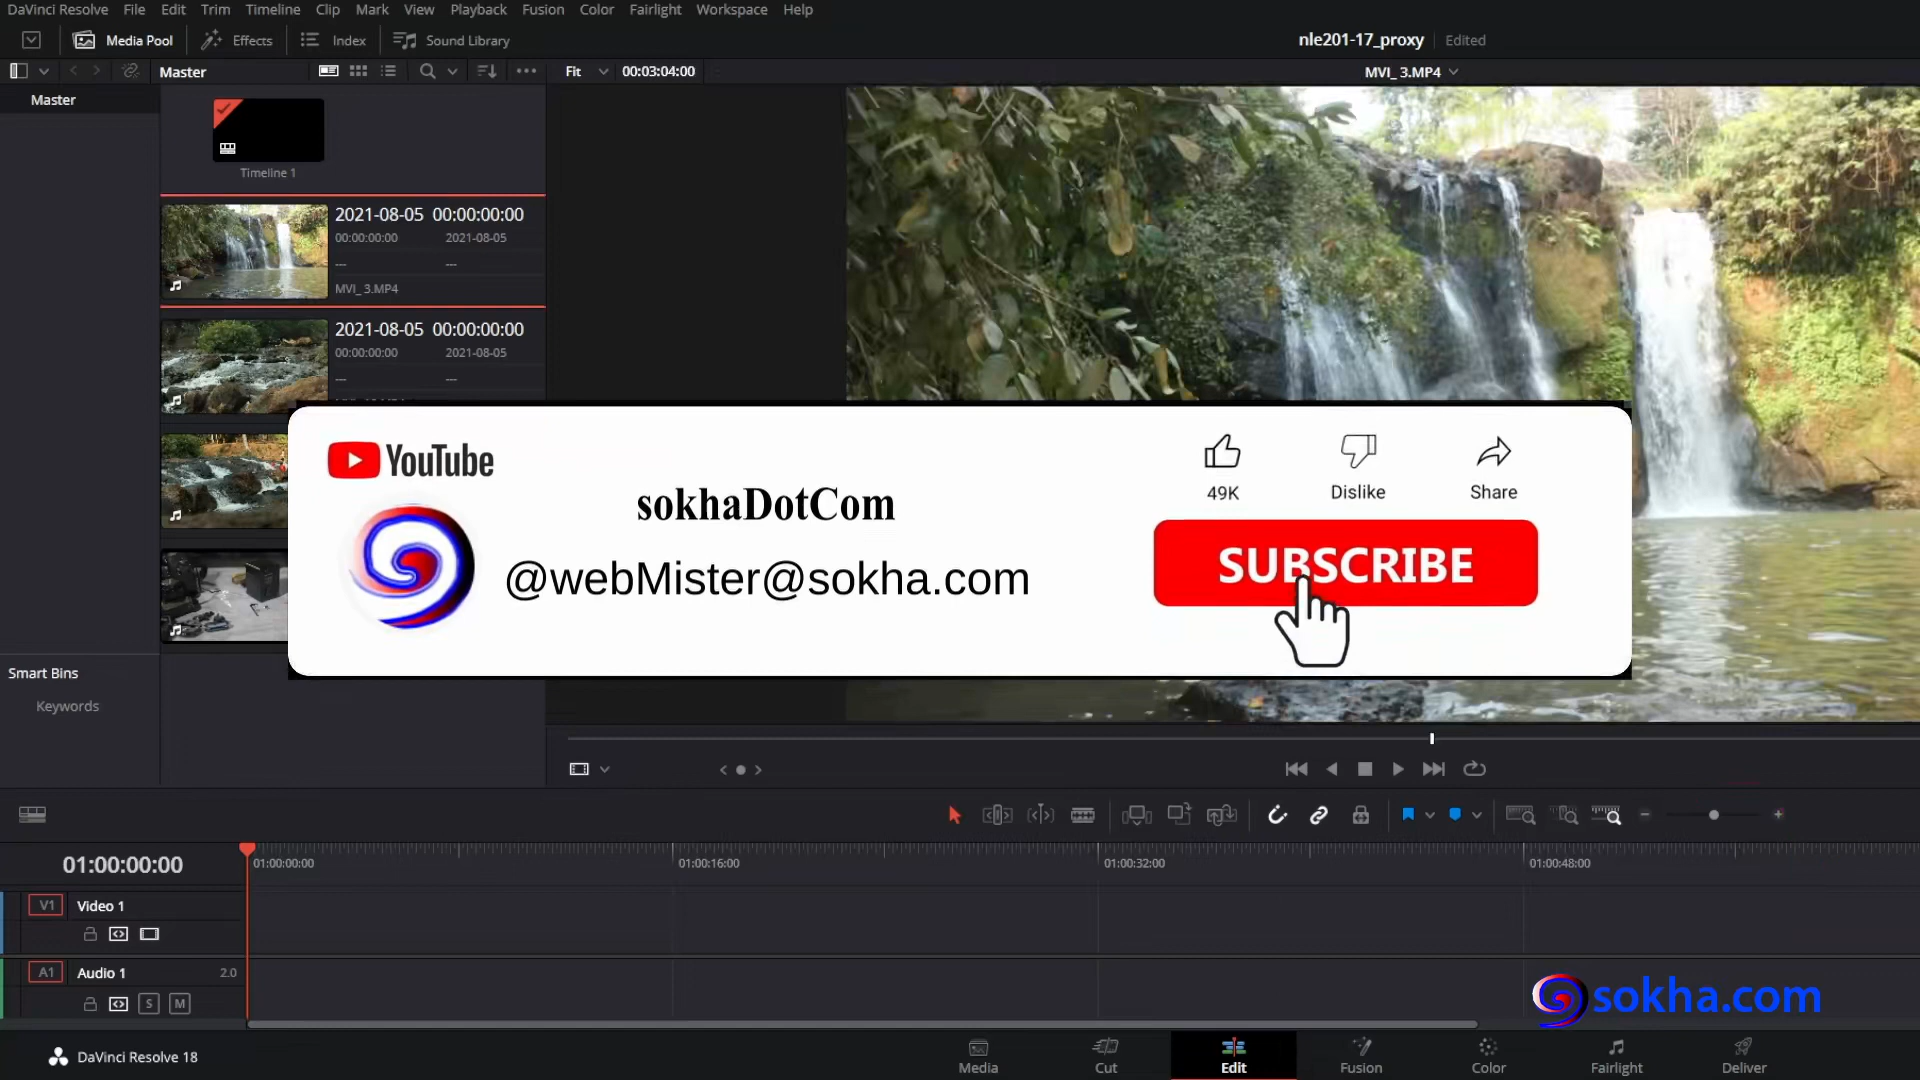 DaVinci Resolve File Edit Trim Timeline Clip Mark View Playback Fusion Color Fairlight Workspace Help
Media Pool Effects Index Sound Library nle201-17_proxy Edited
Master Fit 00:03:04:00 MVI_ 3.MP4
Master
Timeline 1
2021-08-05 00:00:00:00
00:00:00:00 2021-08-05
--- ---
MVI_ 3.MP4
2021-08-05 00:00:00:00
00:00:00:00 2021-08-05
--- ---
YouTube
49K Dislike Share
sokhaDotCom
@webMister@sokha.com
SUBSCRIBE
Smart Bins
Keywords
01:00:00:00
01:00:00:00 01:00:16:00 01:00:32:00 01:00:48:00
V1 Video 1
A1 Audio 1 2.0
S M
sokha.com
DaVinci Resolve 18
Media Cut Edit Fusion Color Fairlight Deliver